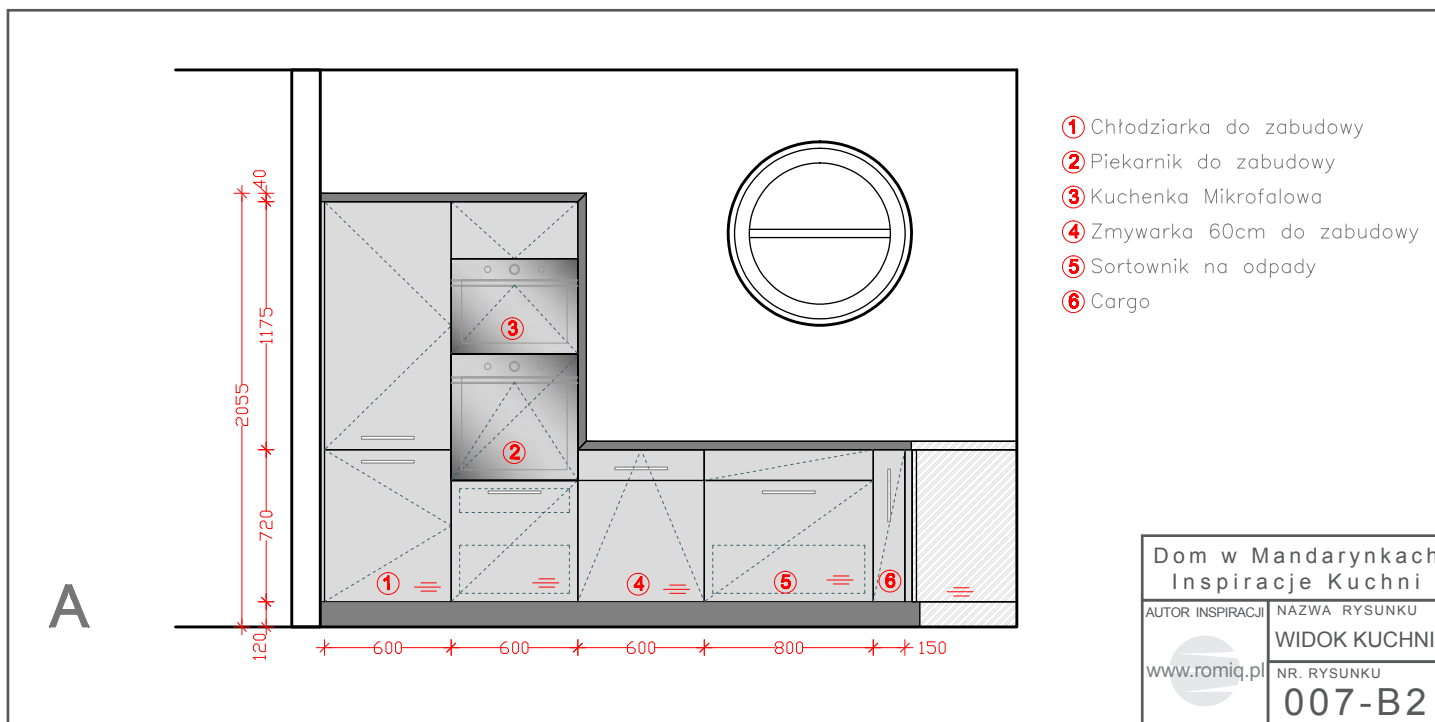 ① Chłodziarka do zabudowy
② Piekarnik do zabudowy
③ Kuchenka Mikrofalowa
④ Zmywarka 60cm do zabudowy
⑤ Sortownik na odpady
⑥ Cargo
40
1175
2055
720
120
3
2
1
4
5
6
A
600
600
600
800
150
Dom w Mandarynkach
Inspiracje Kuchni
AUTOR INSPIRACJI
www.romiq.pl
NAZWA RYSUNKU
WIDOK KUCHNI
NR. RYSUNKU
007-B2